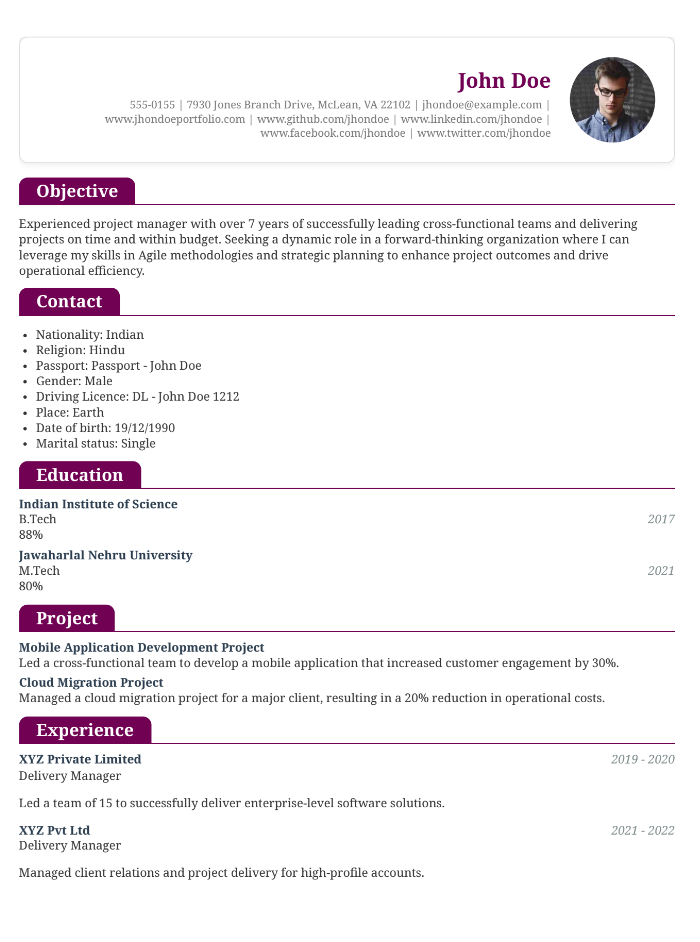 John Doe
555-0155 | 7930 Jones Branch Drive, McLean, VA 22102 | jhondoe@example.com |
www.jhondoeportfolio.com | www.github.com/jhondoe | www.linkedin.com/jhondoe |
www.facebook.com/jhondoe | www.twitter.com/jhondoe
Objective
Experienced project manager with over 7 years of successfully leading cross-functional teams and delivering
projects on time and within budget. Seeking a dynamic role in a forward-thinking organization where I can
leverage my skills in Agile methodologies and strategic planning to enhance project outcomes and drive
operational efficiency.
Contact
• Nationality: Indian
• Religion: Hindu
• Passport: Passport - John Doe
• Gender: Male
• Driving Licence: DL - John Doe 1212
• Place: Earth
• Date of birth: 19/12/1990
• Marital status: Single
Education
Indian Institute of Science
B.Tech 2017
88%
Jawaharlal Nehru University
M.Tech 2021
80%
Project
Mobile Application Development Project
Led a cross-functional team to develop a mobile application that increased customer engagement by 30%.
Cloud Migration Project
Managed a cloud migration project for a major client, resulting in a 20% reduction in operational costs.
Experience
XYZ Private Limited 2019 - 2020
Delivery Manager
Led a team of 15 to successfully deliver enterprise-level software solutions.
XYZ Pvt Ltd 2021 - 2022
Delivery Manager
Managed client relations and project delivery for high-profile accounts.